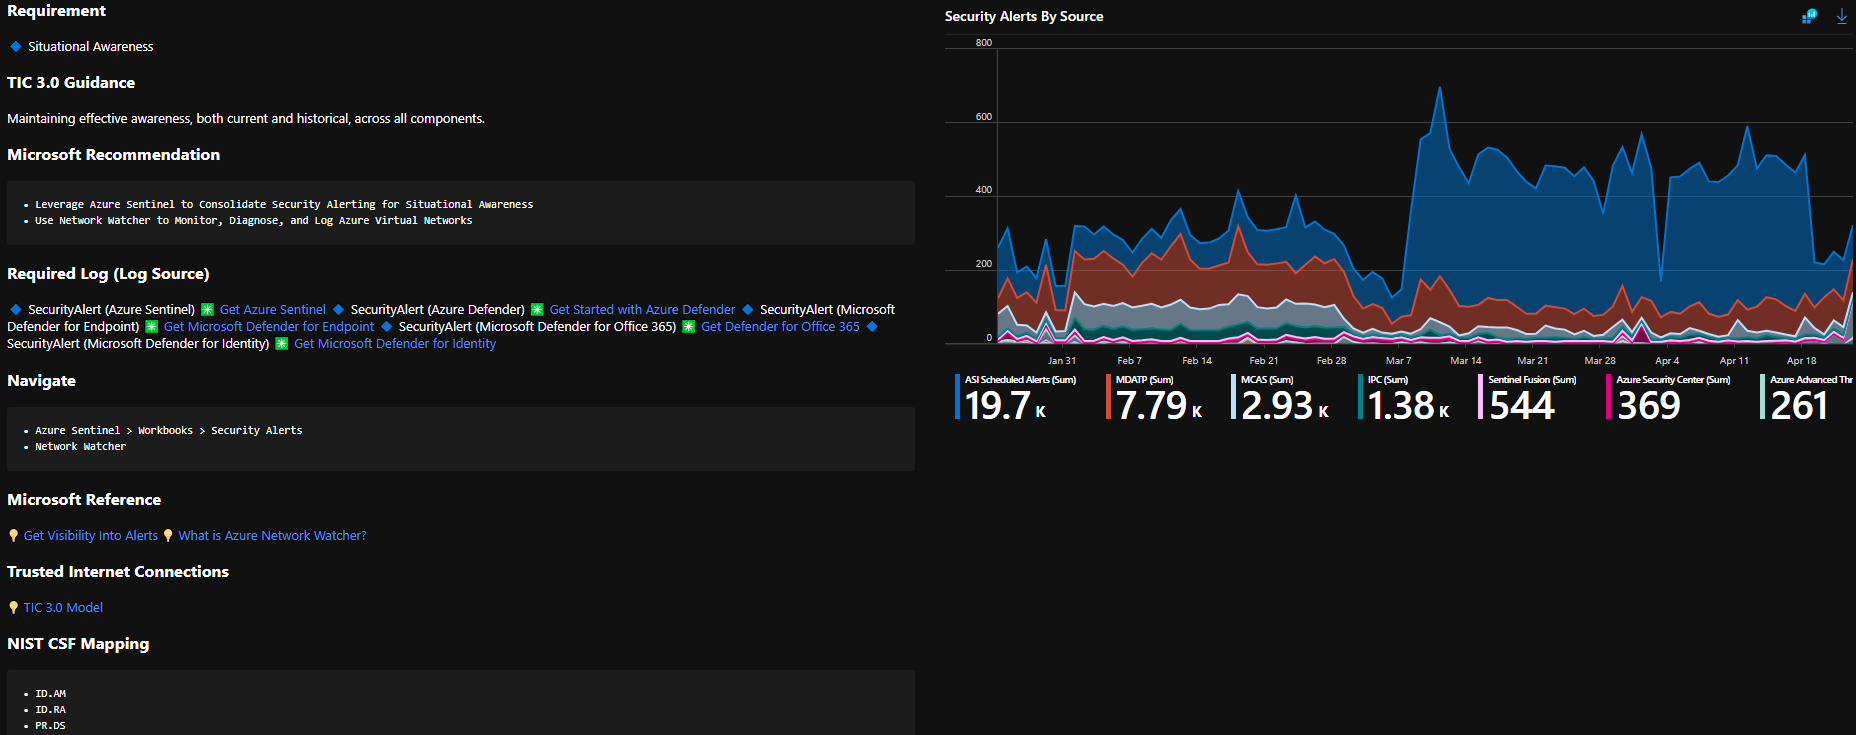 Requirement
Situational Awareness
TIC 3.0 Guidance
Maintaining effective awareness, both current and historical, across all components.
Microsoft Recommendation
• Leverage Azure Sentinel to Consolidate Security Alerting for Situational Awareness
• Use Network Watcher to Monitor, Diagnose, and Log Azure Virtual Networks
Required Log (Log Source)
SecurityAlert (Azure Sentinel) Get Azure Sentinel SecurityAlert (Azure Defender) Get Started with Azure Defender SecurityAlert (Microsoft
Defender for Endpoint) Get Microsoft Defender for Endpoint SecurityAlert (Microsoft Defender for Office 365) Get Defender for Office 365
SecurityAlert (Microsoft Defender for Identity) Get Microsoft Defender for Identity
Navigate
• Azure Sentinel > Workbooks > Security Alerts
• Network Watcher
Microsoft Reference
Get Visibility Into Alerts What is Azure Network Watcher?
Trusted Internet Connections
TIC 3.0 Model
NIST CSF Mapping
• ID.AM
• ID.RA
• PR.DS
Security Alerts By Source
800
600
400
200
0
Jan 31 Feb 7 Feb 14 Feb 21 Feb 28 Mar 7 Mar 14 Mar 21 Mar 28 Apr 4 Apr 11 Apr 18
ASI Scheduled Alerts (Sum) MDATP (Sum) MCAS (Sum) IPC (Sum) Sentinel Fusion (Sum) Azure Security Center (Sum) Azure Advanced Thr
19.7 K 7.79 K 2.93 K 1.38 K 544 369 261